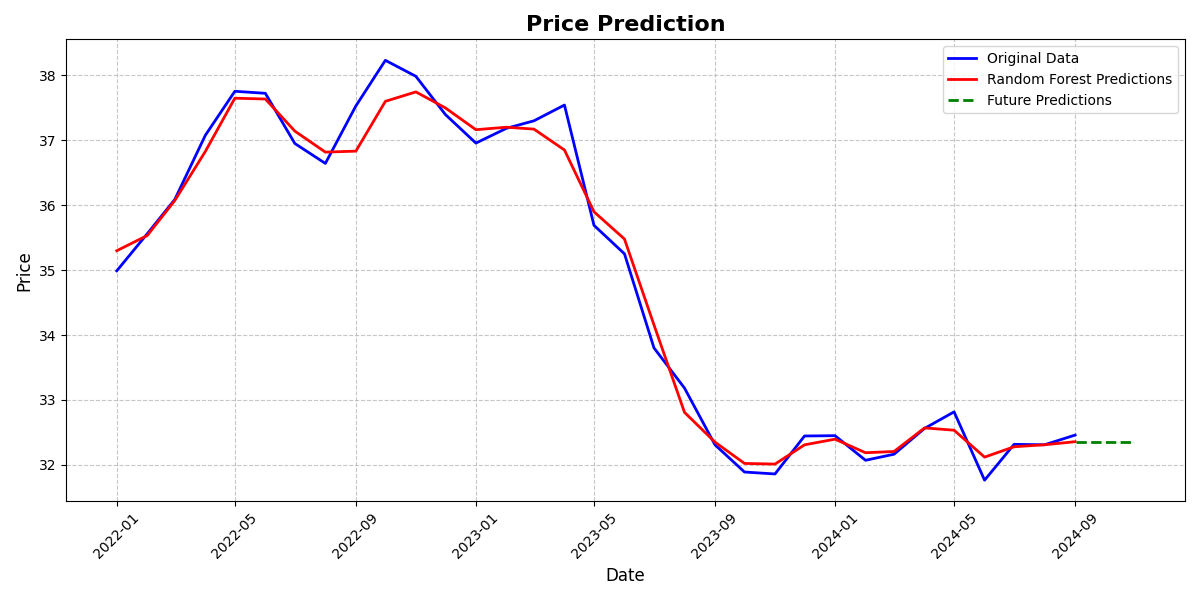 Price Prediction
Original Data
Random Forest Predictions
Future Predictions
Price
38
37
36
35
34
33
32
2022-01
2022-05
2022-09
2023-01
2023-05
2023-09
2024-01
2024-05
2024-09
Date